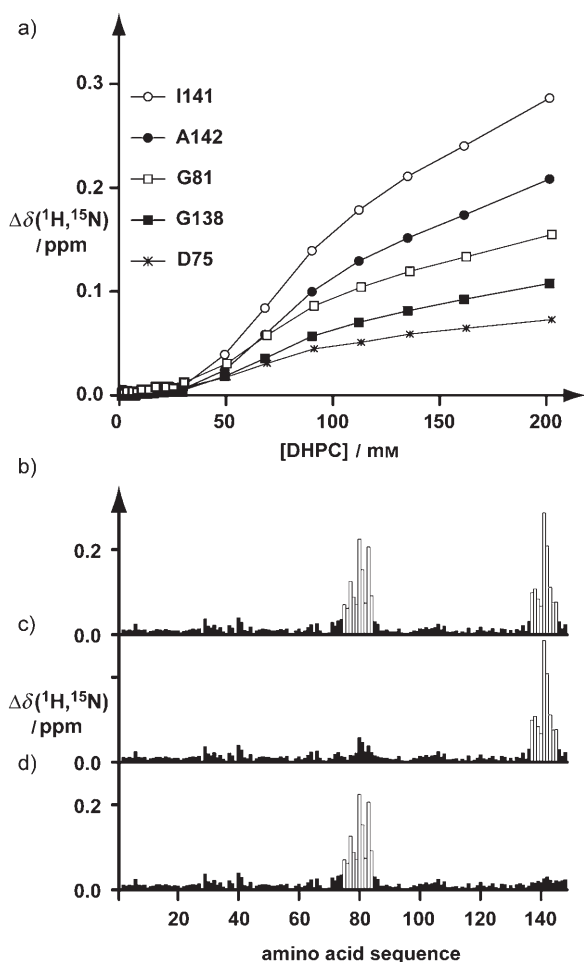 a)
0.3
I141
A142
G81
0.2
Δδ(¹H,¹⁵N)
/ ppm
G138
D75
0.1
0.0
0 50 100 150 200
[DHPC] / mM
b)
0.2
c)
0.0
Δδ(¹H,¹⁵N)
/ ppm
d)
0.2
0.0
20 40 60 80 100 120 140
amino acid sequence